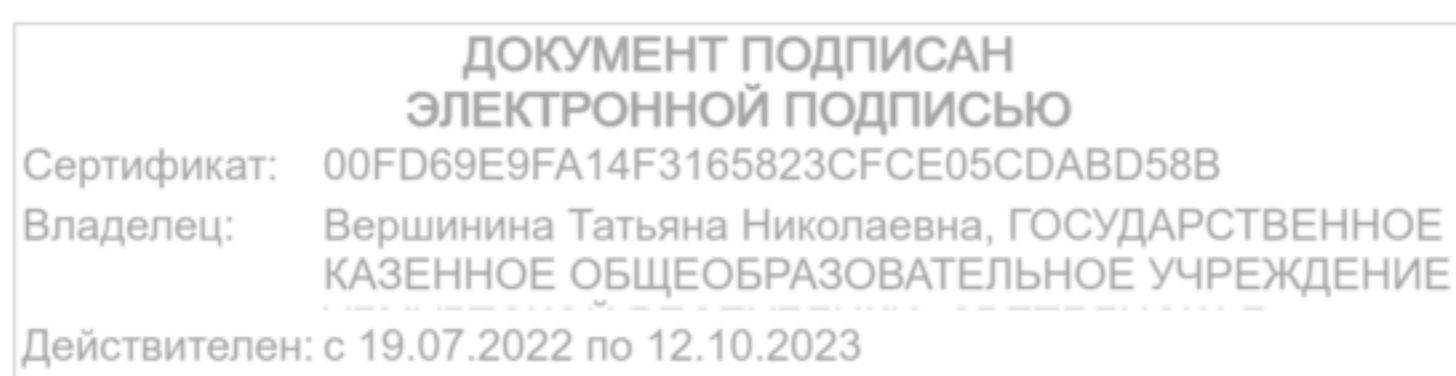 ДОКУМЕНТ ПОДПИСАН
ЭЛЕКТРОННОЙ ПОДПИСЬЮ
Сертификат: 00FD69E9FA14F3165823CFCE05CDABD58B
Владелец: Вершинина Татьяна Николаевна, ГОСУДАРСТВЕННОЕ
КАЗЕННОЕ ОБЩЕОБРАЗОВАТЕЛЬНОЕ УЧРЕЖДЕНИЕ
Действителен: с 19.07.2022 по 12.10.2023